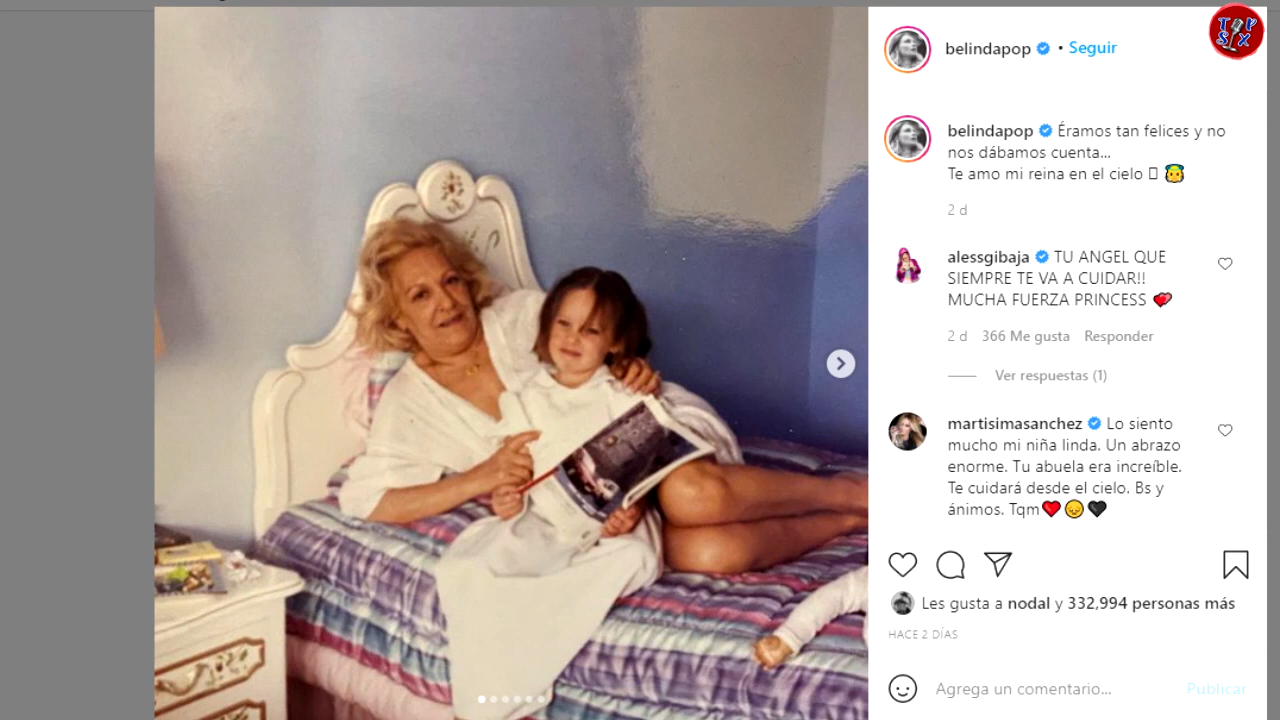 TOP
SIX
belindapop • Seguir
belindapop Éramos tan felices y no
nos dábamos cuenta...
Te amo mi reina en el cielo
2 d
alessgibaja TU ANGEL QUE
SIEMPRE TE VA A CUIDAR!!
MUCHA FUERZA PRINCESS
2 d 366 Me gusta Responder
Ver respuestas (1)
martisimasanchez Lo siento
mucho mi niña linda. Un abrazo
enorme. Tu abuela era increíble.
Te cuidará desde el cielo. Bs y
ánimos. Tqm
Les gusta a nodal y 332,994 personas más
HACE 2 DÍAS
Agrega un comentario... Publicar